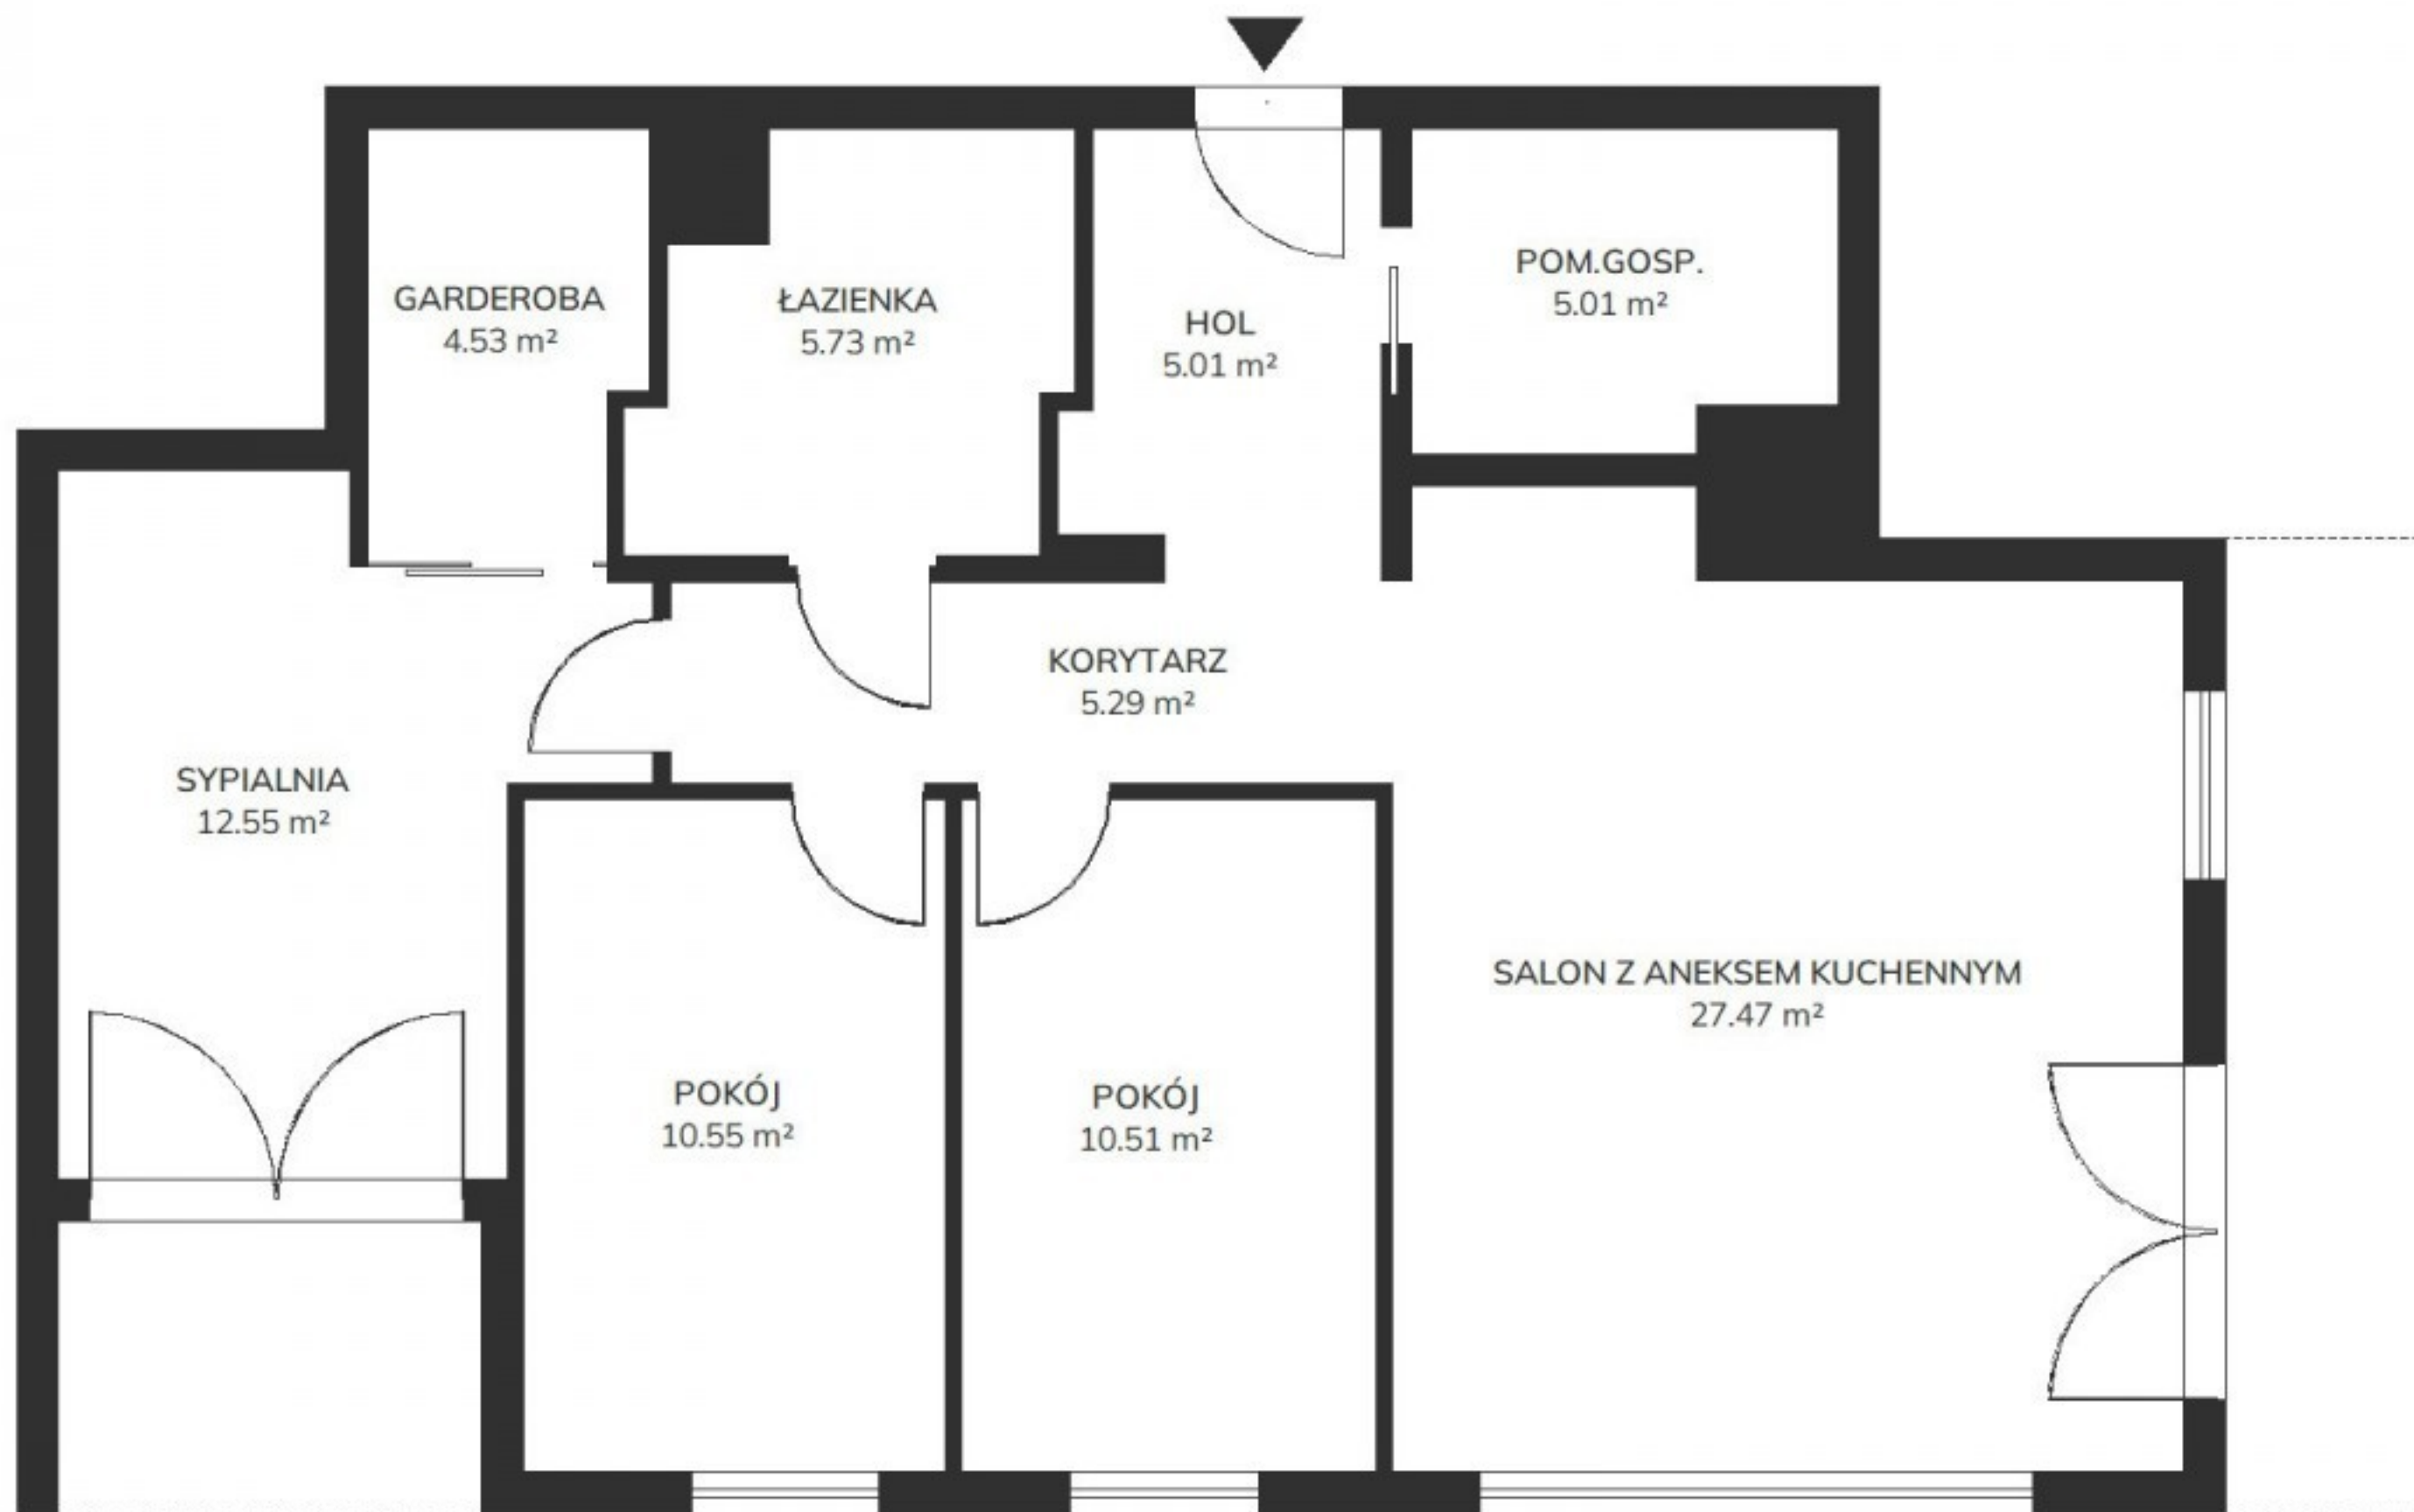 GARDEROBA
4.53 m²
ŁAZIENKA
5.73 m²
HOL
5.01 m²
POM.GOSP.
5.01 m²
KORYTARZ
5.29 m²
SYPIALNIA
12.55 m²
SALON Z ANEKSEM KUCHENNYM
27.47 m²
POKÓJ
10.55 m²
POKÓJ
10.51 m²